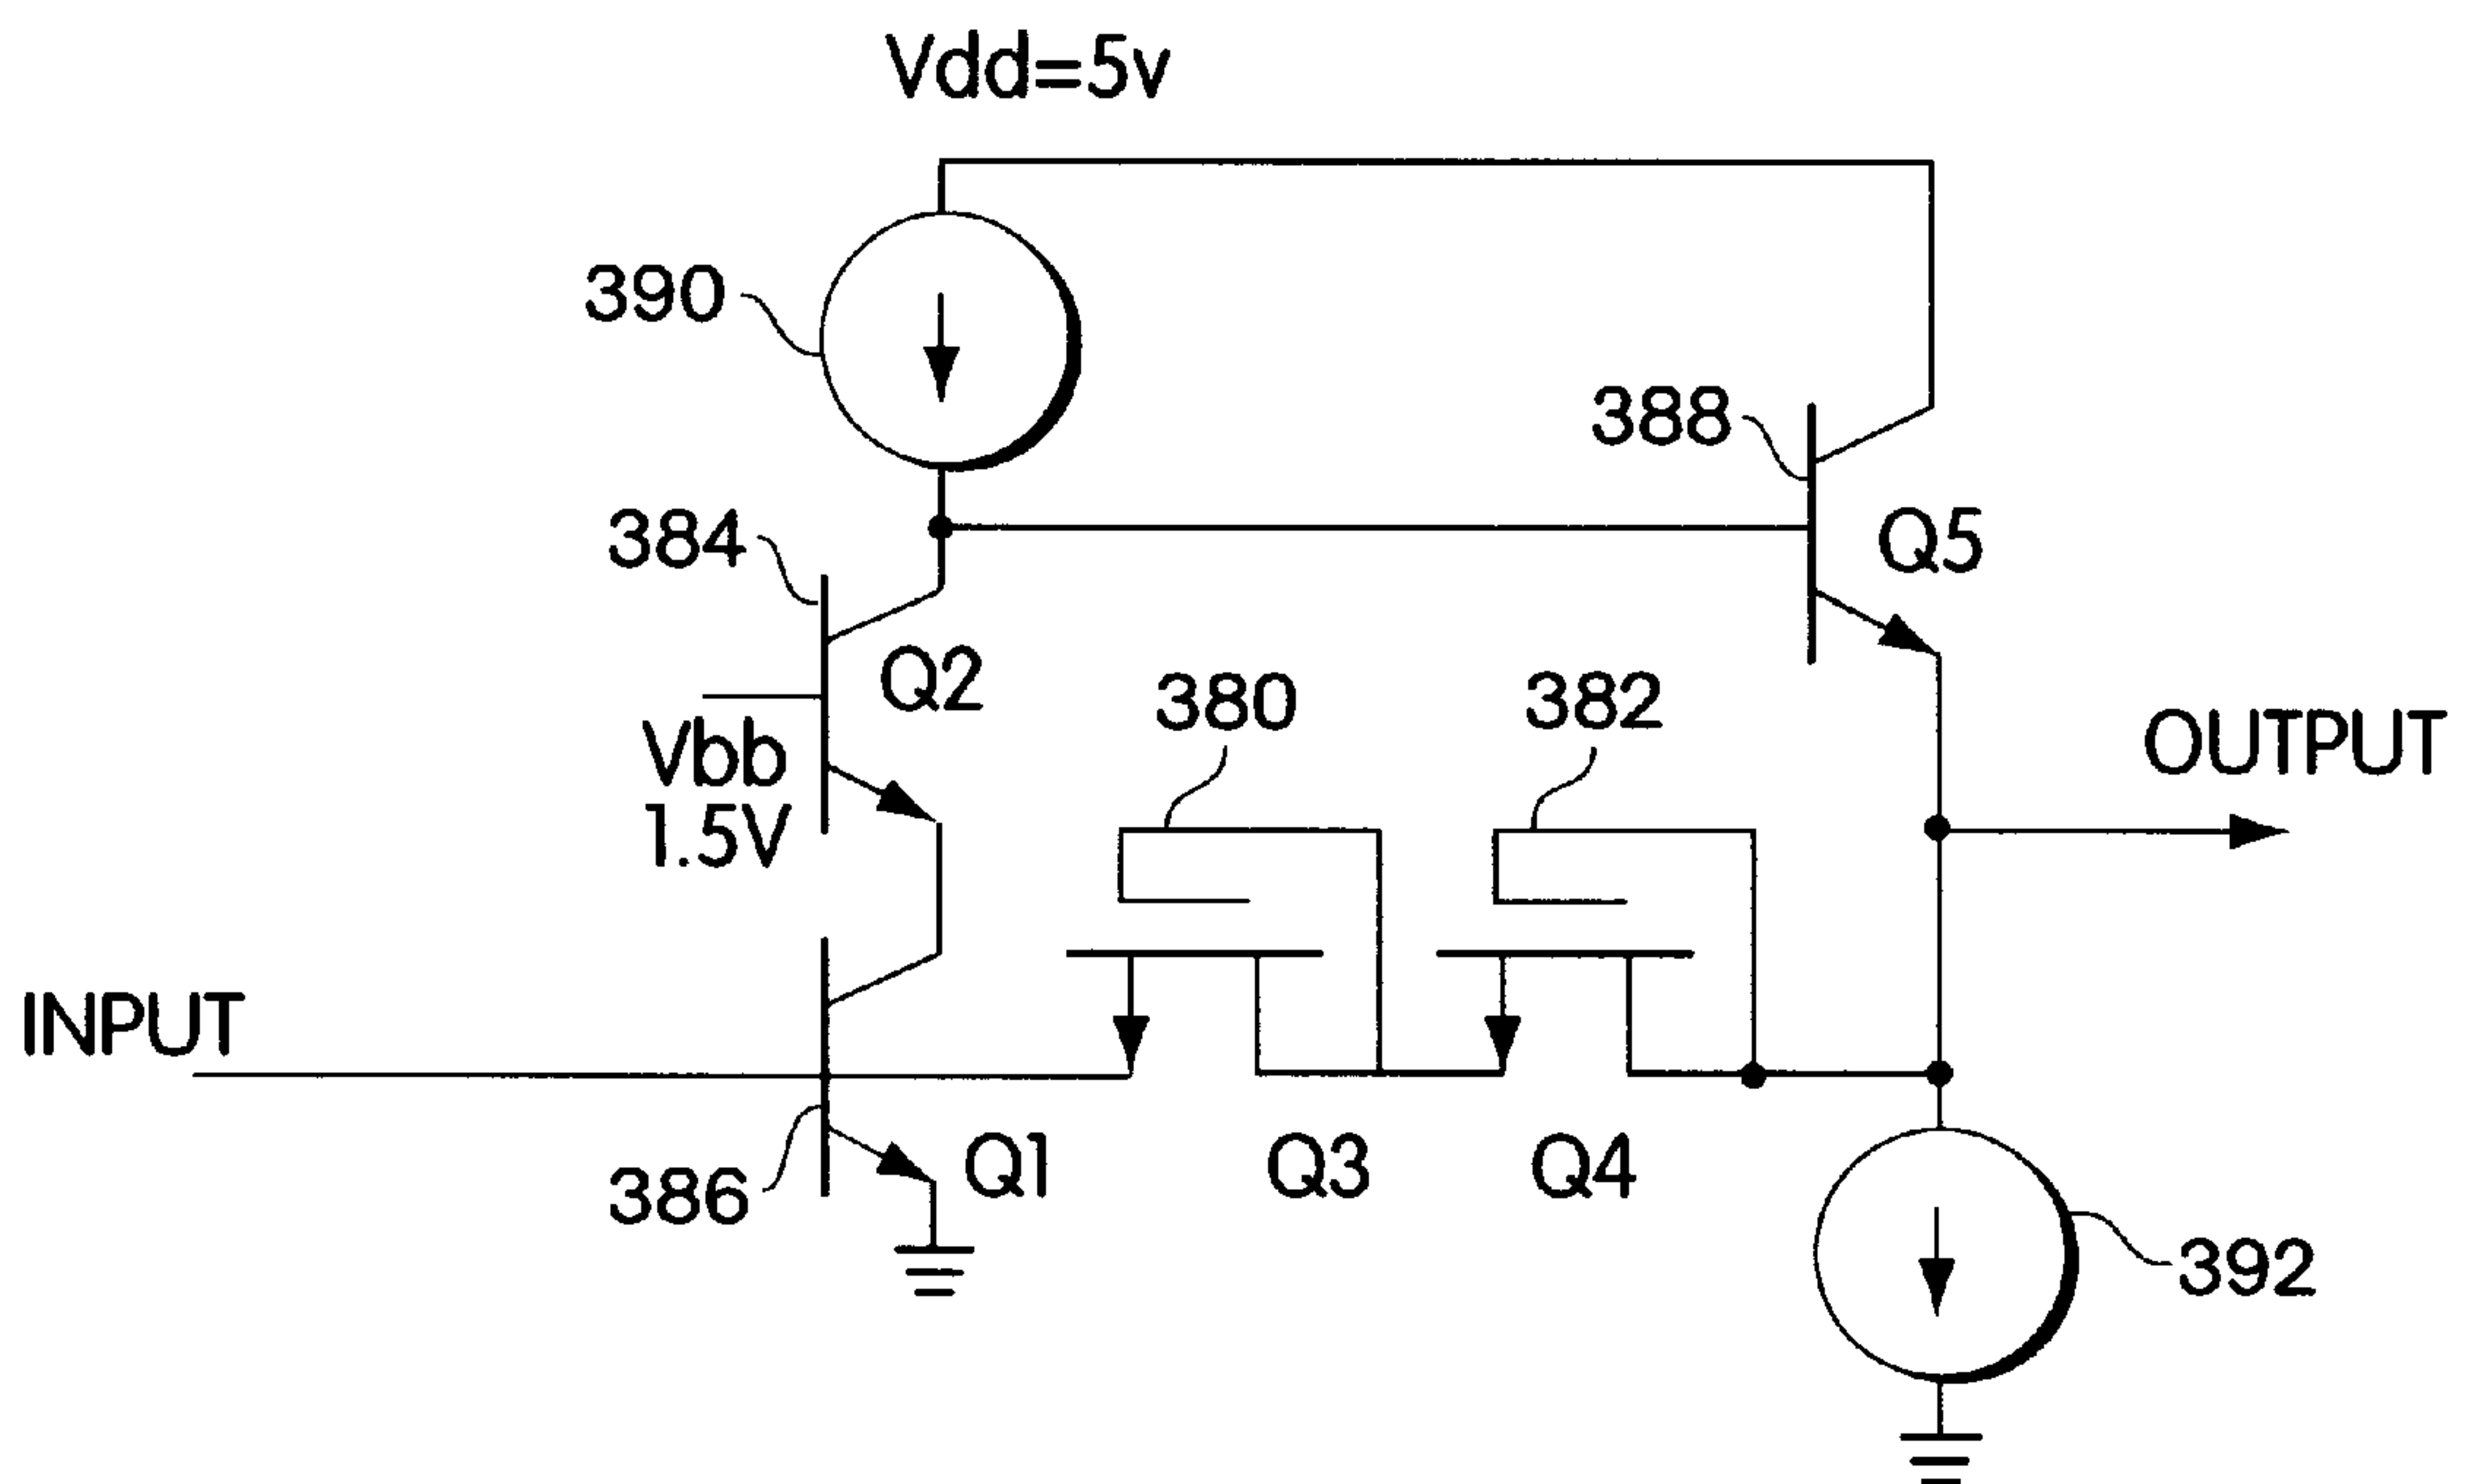 Vdd=5v
390
388
384
Q5
Q2
380
382
Vbb
1.5V
OUTPUT
INPUT
386
Q1
Q3
Q4
392